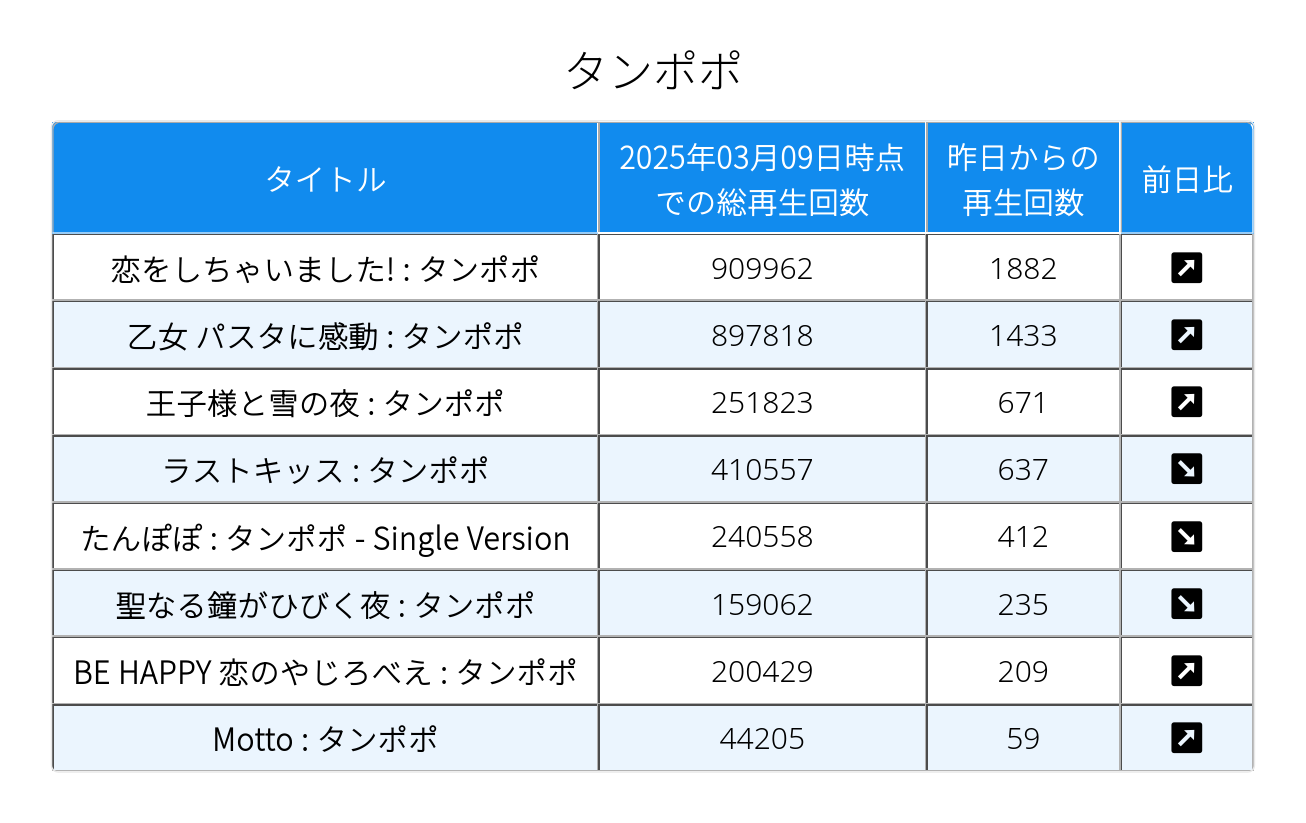 タンポポ
タイトル 2025年03月09日時点 昨日からの 前日比
での総再生回数 再生回数
恋をしちゃいました! : タンポポ 909962 1882
乙女 パスタに感動 : タンポポ 897818 1433
王子様と雪の夜 : タンポポ 251823 671
ラストキッス : タンポポ 410557 637
たんぽぽ : タンポポ - Single Version 240558 412
聖なる鐘がひびく夜 : タンポポ 159062 235
BE HAPPY 恋のやじろべえ : タンポポ 200429 209
Motto : タンポポ 44205 59